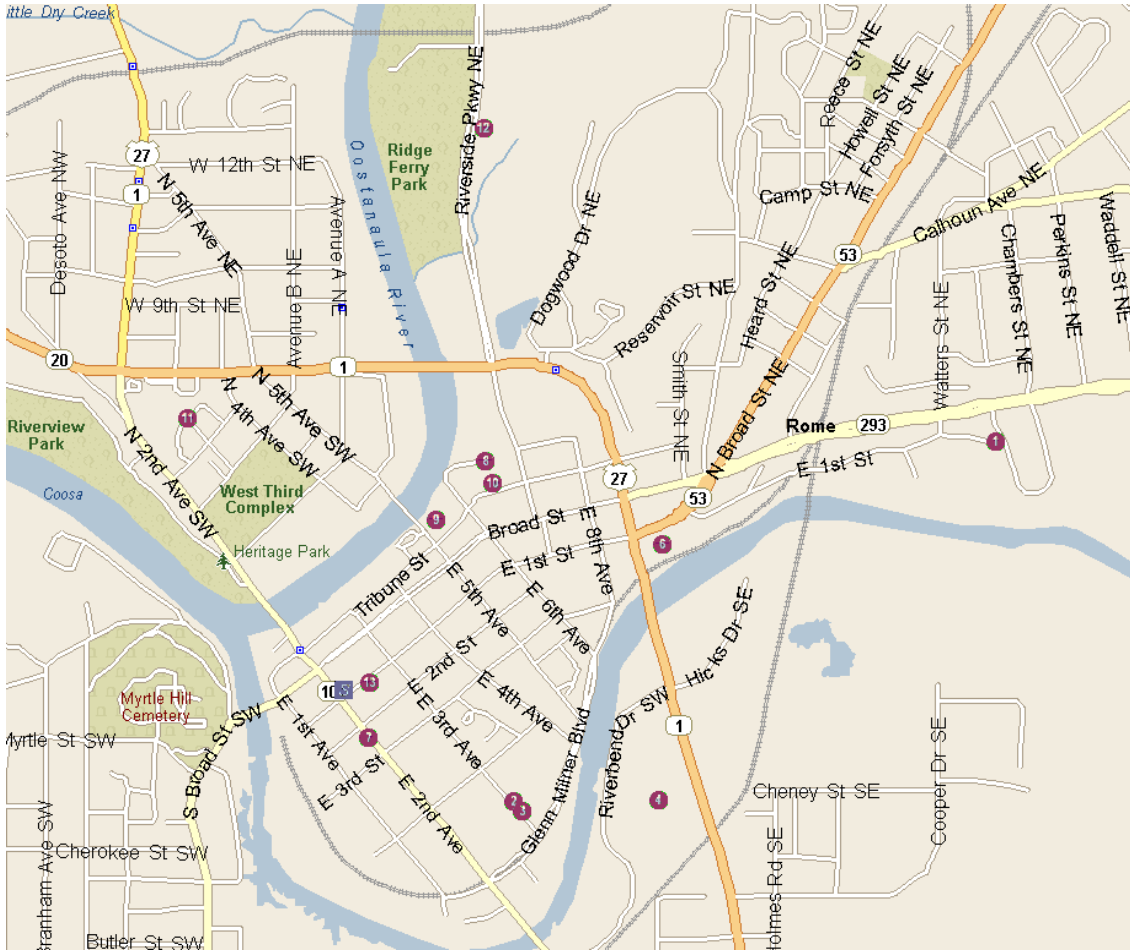 ittle Dry Creek
Riverside Pkwy NE
12
Reece St NE
Howell St NE
Forsyth St NE
Camp St NE
Calhoun Ave NE
53
Waddell St NE
Perkins St NE
Chambers St NE
Watters St NE
27
1
W 12th St NE
N 5th Ave NE
Desoto Ave NW
Avenue A NE
Avenue B NE
W 9th St NE
Oostanaula River
Ridge
Ferry
Park
Dogwood Dr NE
Reservoir St NE
Heard St NE
Smith St NE
N Broad St NE
Rome
293
E 1st St
1
20
1
N 5th Ave SW
N 4th Ave SW
11
Riverview
Park
N 2nd Ave SW
West Third
Complex
Coosa
Heritage Park
8
10
9
27
53
Broad St
E 1st St
E 8th Ave
6
Tribune St
E 5th Ave
E 6th Ave
E 2nd St
E 4th Ave
E 3rd Ave
Hicks Dr SE
Riverbend Dr SW
1
10
S
13
Myrtle Hill
Cemetery
Myrtle St SW
S Broad St SW
E 1st Ave
7
E 3rd St
E 2nd Ave
2
3
Glenn Milner Blvd
4
Cheney St SE
Cooper Dr SE
Holmes Rd SE
Branham Ave SW
Cherokee St SW
Butler St SW